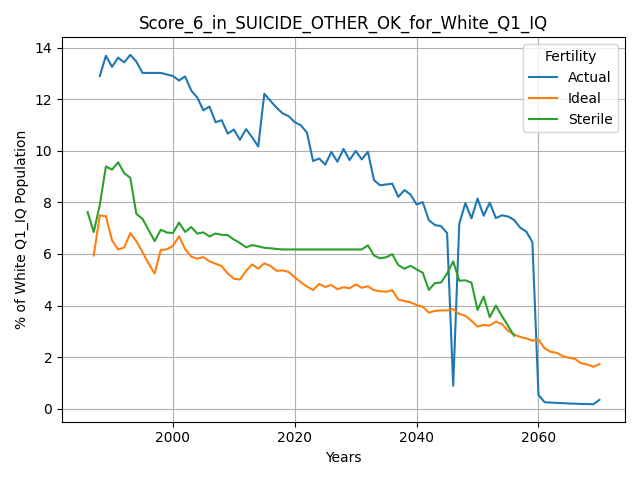 Score_6_in_SUICIDE_OTHER_OK_for_White_Q1_IQ
% of White Q1_IQ Population
14
12
10
8
6
4
2
0
Fertility
Actual
Ideal
Sterile
2000 2020 2040 2060
Years